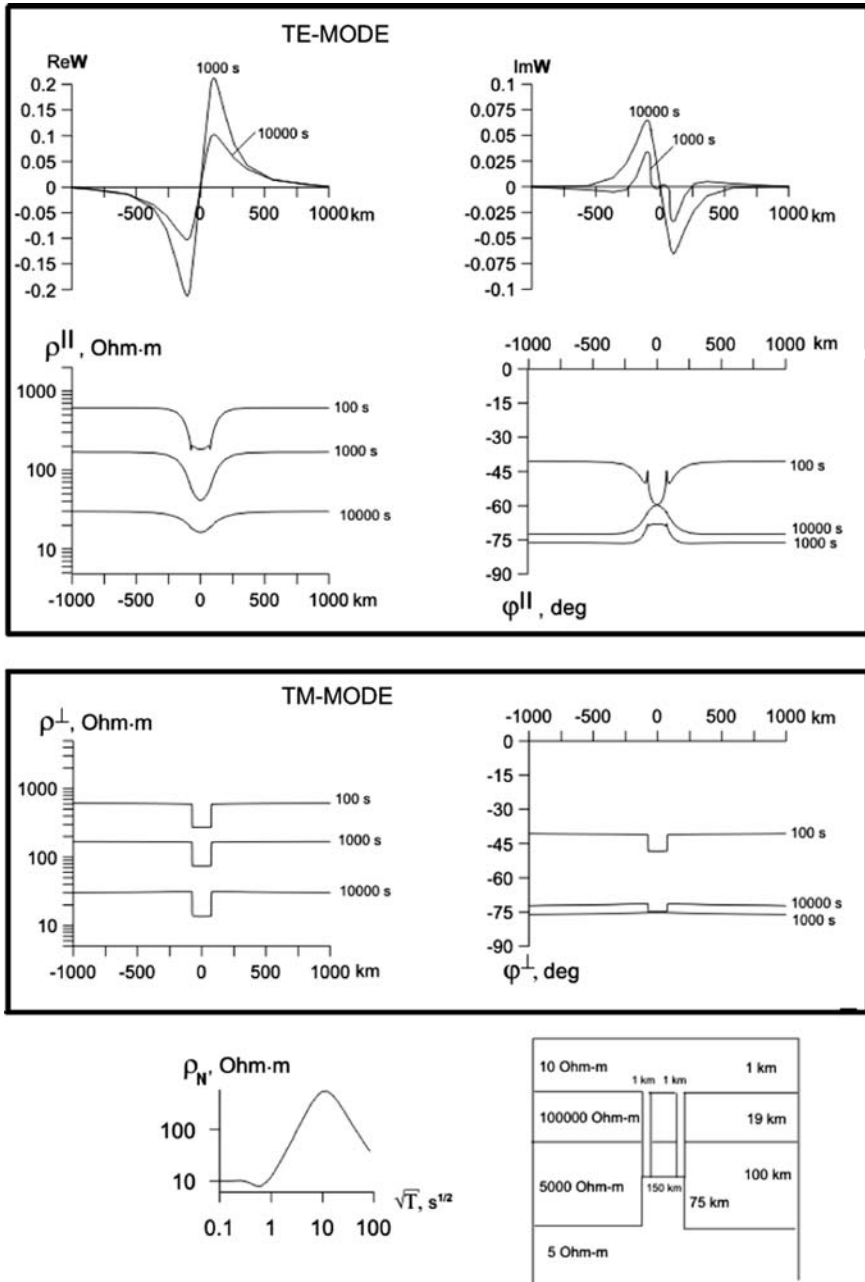 TE-MODE
ReW
1000 s
10000 s
0.2
0.15
0.1
0.05
0
-0.05
-0.1
-0.15
-0.2
-500 0 500 1000 km
ImW
10000 s
1000 s
0.1
0.075
0.05
0.025
0
-0.025
-0.05
-0.075
-0.1
-500 0 500 1000 km
ρ||, Ohm·m
1000
100
10
100 s
1000 s
10000 s
-1000 -500 0 500 1000 km
-1000 -500 0 500 1000 km
0
-15
-30
-45
-60
-75
-90
100 s
10000 s
1000 s
φ||, deg
TM-MODE
ρ⊥, Ohm·m
1000
100
10
100 s
1000 s
10000 s
-1000 -500 0 500 1000 km
-1000 -500 0 500 1000 km
0
-15
-30
-45
-60
-75
-90
100 s
10000 s
1000 s
φ⊥, deg
ρN, Ohm·m
100
10
0.1 1 10 100
√T, s1/2
10 Ohm-m 1 km
1 km 1 km
100000 Ohm-m 19 km
5000 Ohm-m 150 km 100 km
75 km
5 Ohm-m